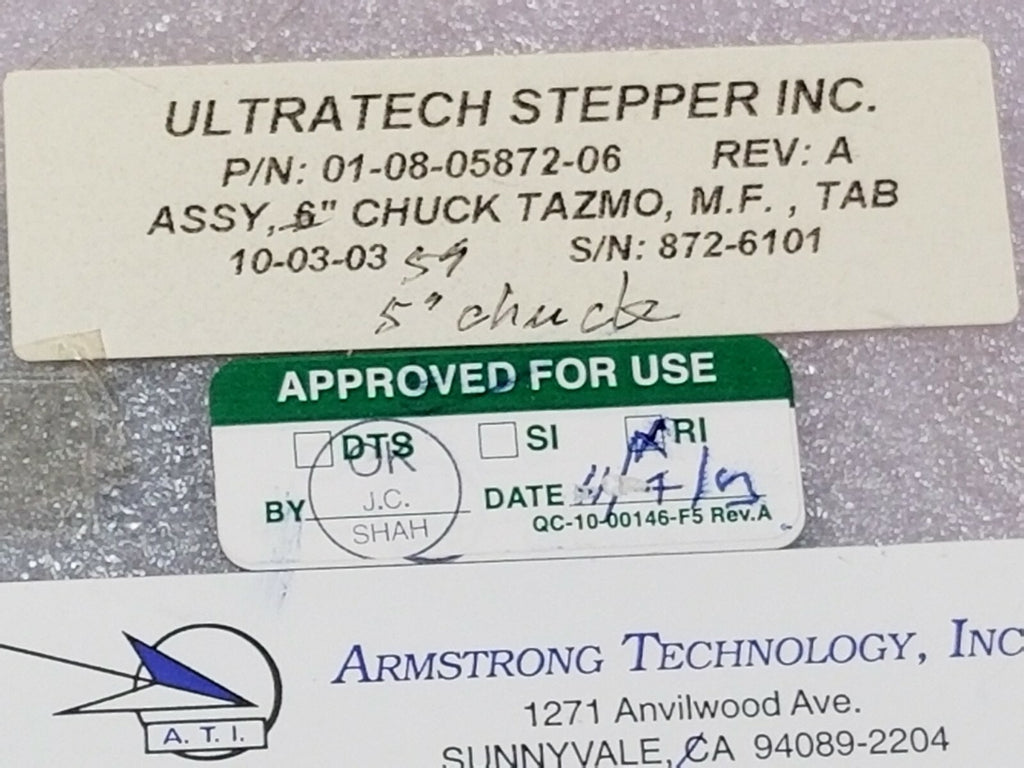 ULTRATECH STEPPER INC.
P/N: 01-08-05872-06 REV: A
ASSY, 6" CHUCK TAZMO, M.F. , TAB
10-03-03 S/N: 872-6101
5" chuck
APPROVED FOR USE
DTS SI RI
OK
J.C.
SHAH
BY DATE
QC-10-00146-F5 Rev.A
ARMSTRONG TECHNOLOGY, INC
A. T. I.
1271 Anvilwood Ave.
SUNNYVALE, CA 94089-2204